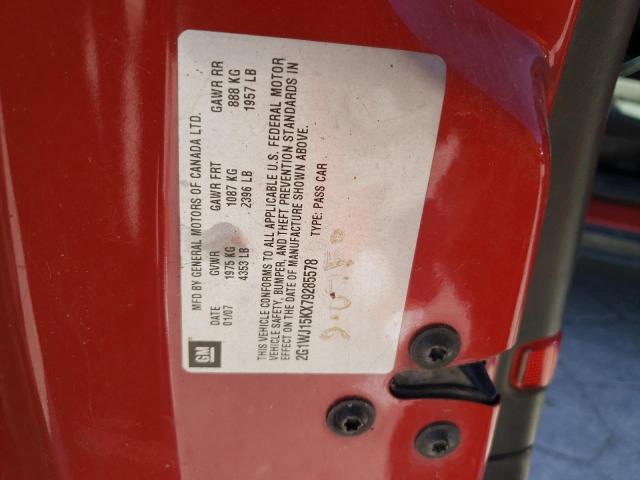 MFD BY GENERAL MOTORS OF CANADA LTD.
DATE GVWR GAWR FRT GAWR RR
01/07 1975 KG 1087 KG 888 KG
4353 LB 2396 LB 1957 LB
THIS VEHICLE CONFORMS TO ALL APPLICABLE U.S. FEDERAL MOTOR
VEHICLE SAFETY, BUMPER, AND THEFT PREVENTION STANDARDS IN
EFFECT ON THE DATE OF MANUFACTURE SHOWN ABOVE.
2G1WJ15KX79285578 TYPE: PASS CAR
GM